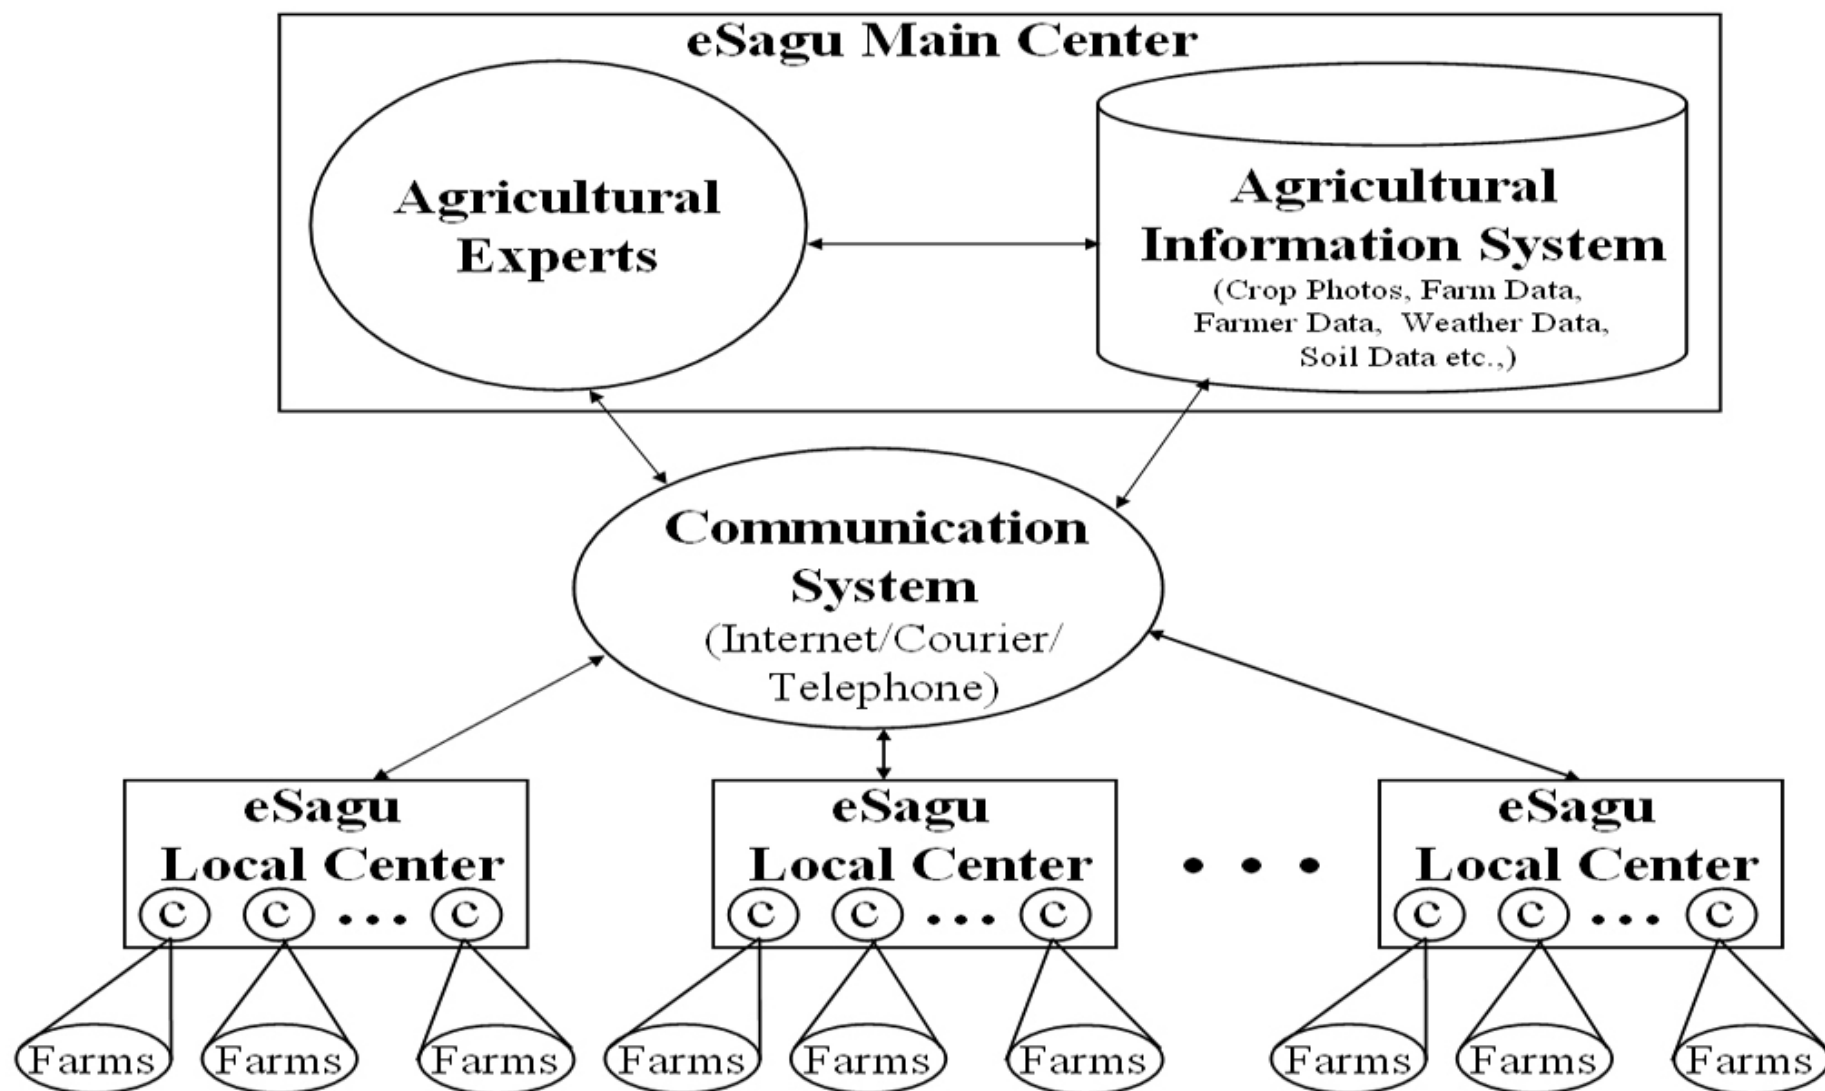 eSagu Main Center
Agricultural
Experts
Agricultural
Information System
(Crop Photos, Farm Data,
Farmer Data, Weather Data,
Soil Data etc.,)
Communication
System
(Internet/Courier/
Telephone)
eSagu
Local Center
C C ... C
eSagu
Local Center
C C ... C
• • •
eSagu
Local Center
C C ... C
Farms Farms Farms Farms Farms Farms Farms Farms Farms